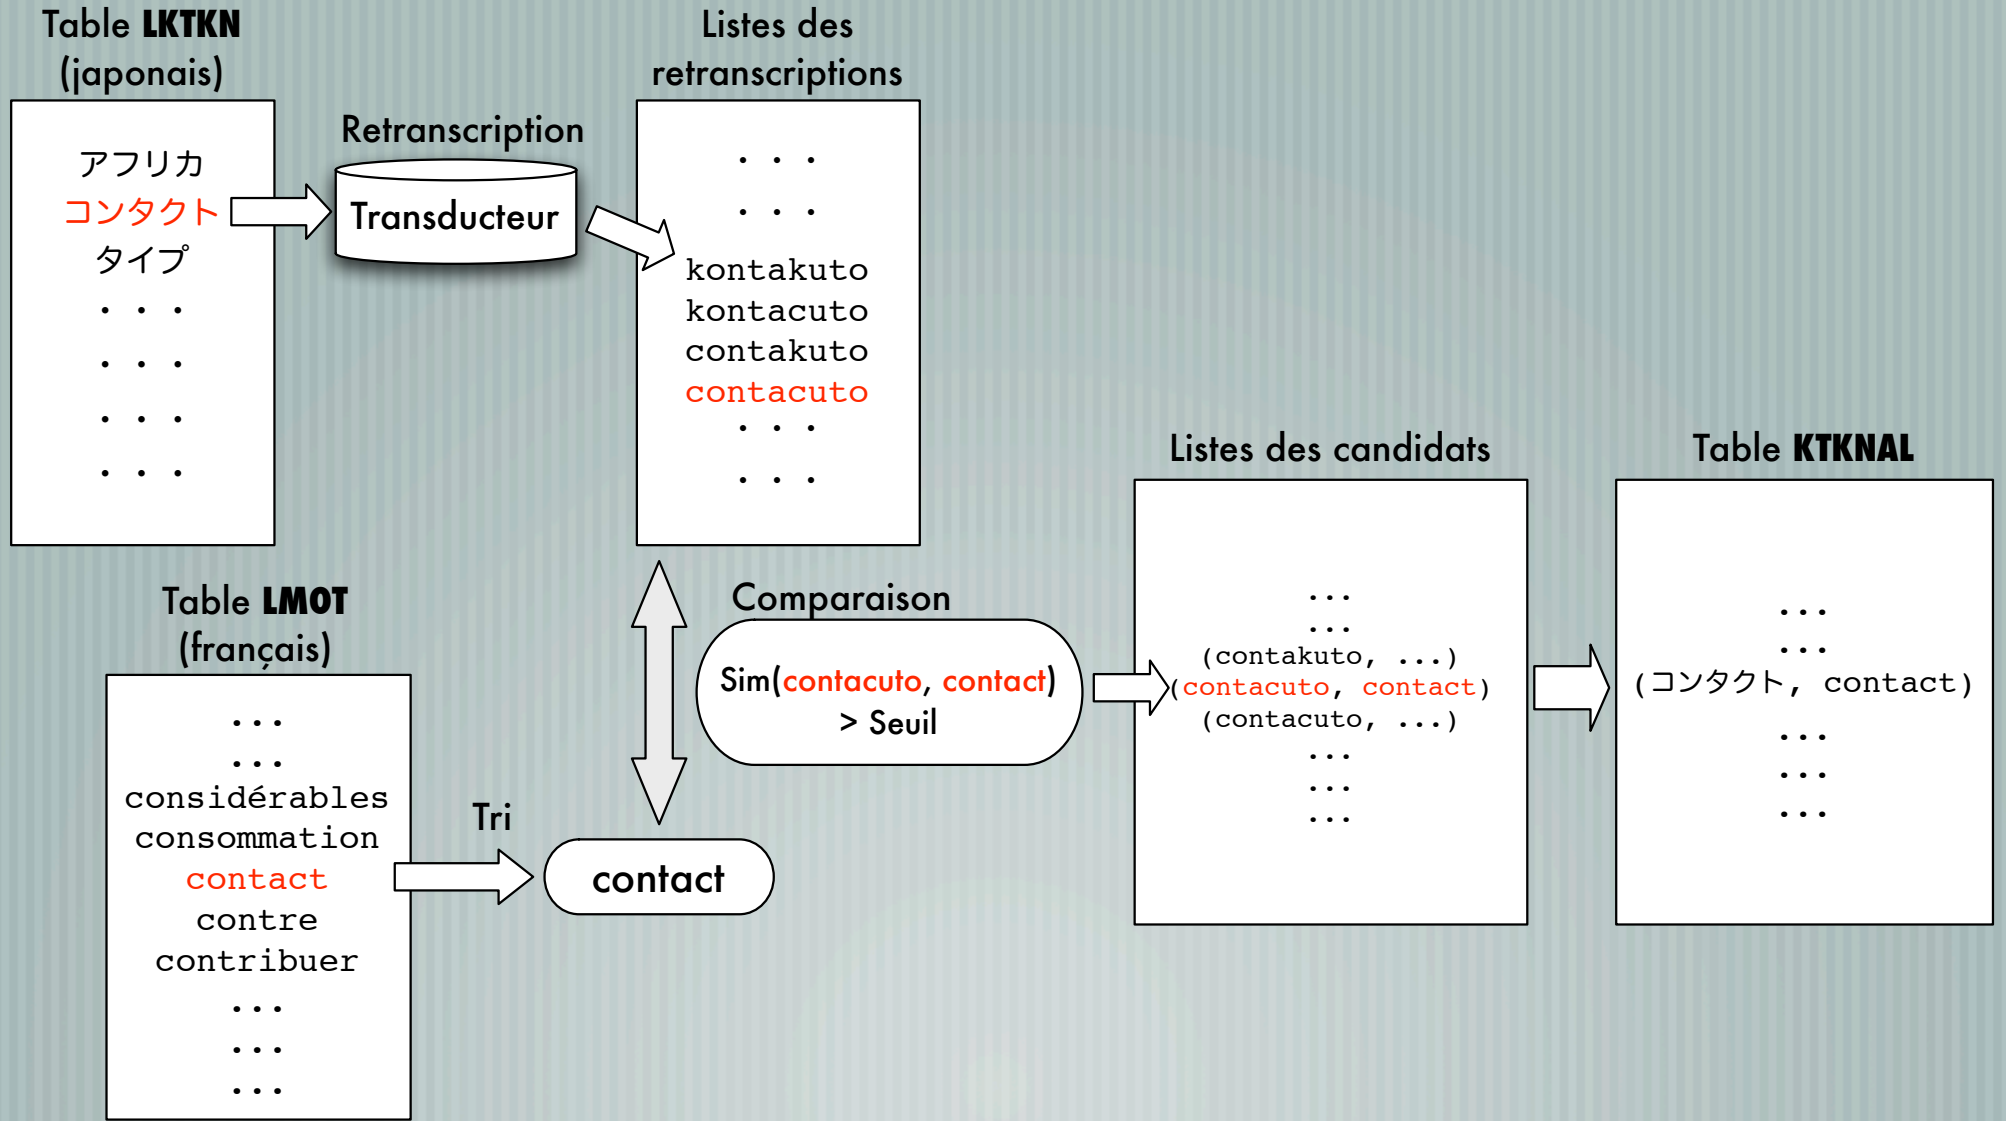 Table LKTKN
(japonais)
アフリカ
コンタクト
タイプ
. . .
. . .
. . .
. . .
Retranscription
Transducteur
Listes des
retranscriptions
. . .
. . .
kontakuto
kontacuto
contakuto
contacuto
. . .
. . .
Table LMOT
(français)
...
...
considérables
consommation
contact
contre
contribuer
...
...
...
Tri
contact
Comparaison
Sim(contacuto, contact)
> Seuil
Listes des candidats
...
...
(contakuto, ...)
(contacuto, contact)
(contacuto, ...)
...
...
...
Table KTKNAL
...
...
(コンタクト, contact)
...
...
...